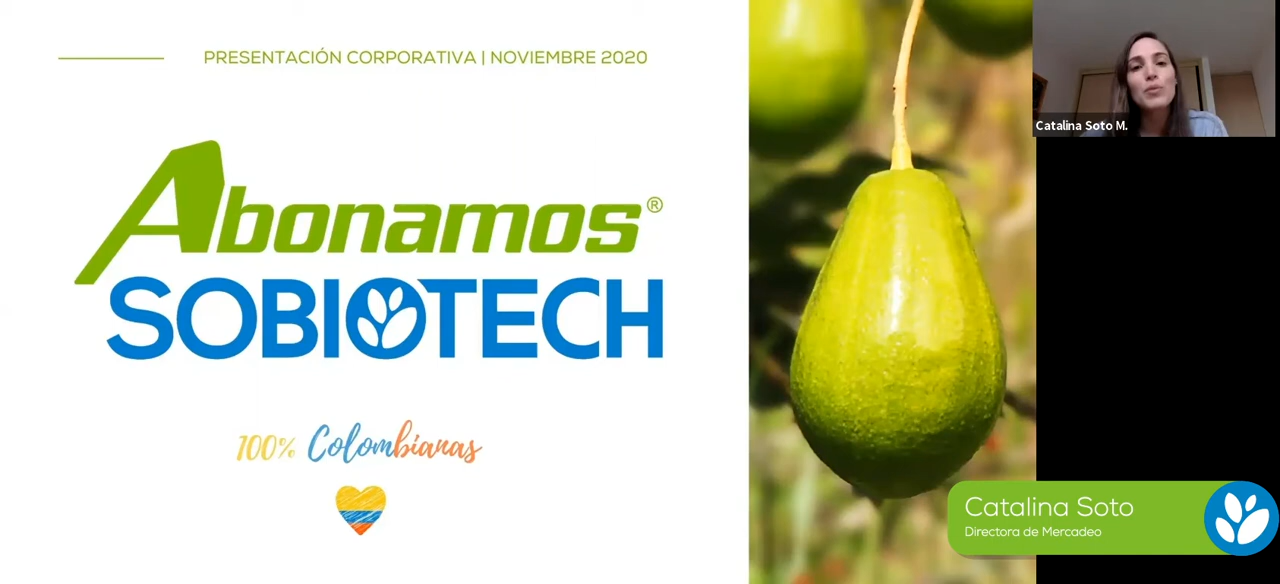 PRESENTACIÓN CORPORATIVA | NOVIEMBRE 2020
Abonamos®
SOBIOTECH
100% Colombianas
Catalina Soto M.
Catalina Soto
Directora de Mercadeo